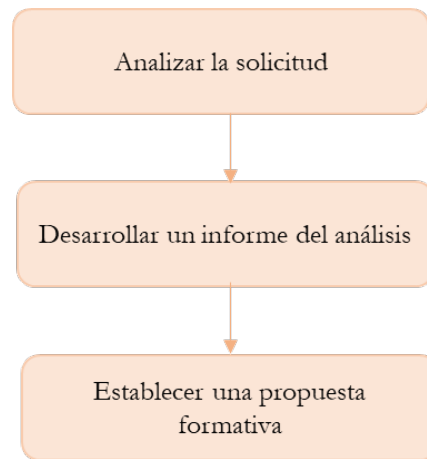 Analizar la solicitud
Desarrollar un informe del análisis
Establecer una propuesta
formativa